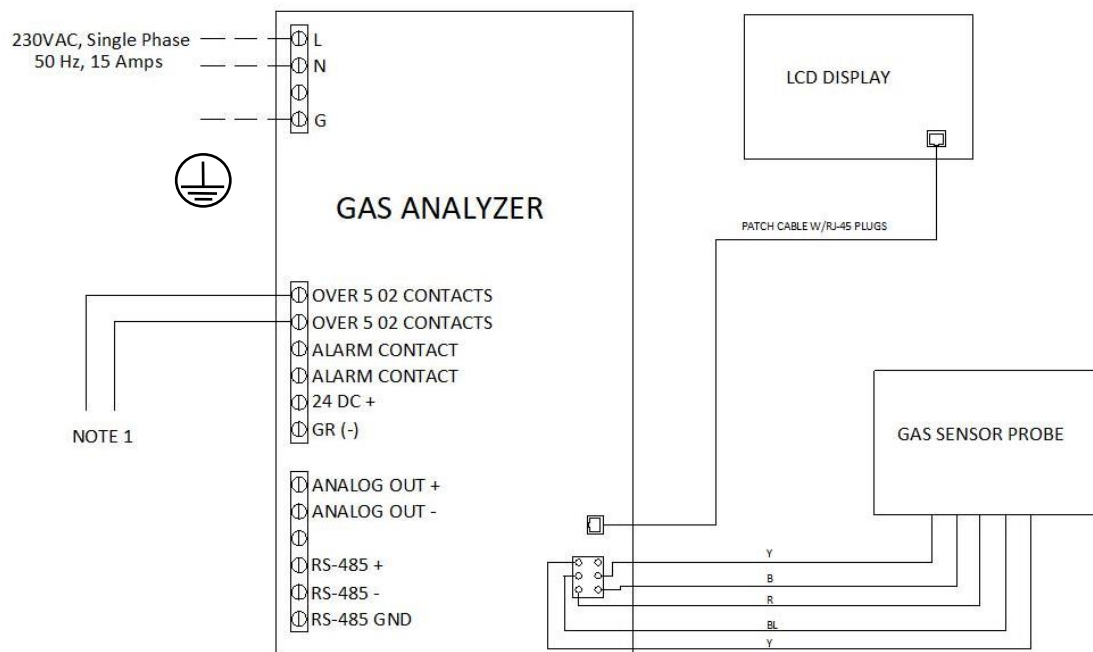 230VAC, Single Phase
50 Hz, 15 Amps
L
N
G
GAS ANALYZER
OVER 5 02 CONTACTS
OVER 5 02 CONTACTS
ALARM CONTACT
ALARM CONTACT
24 DC +
GR (-)
NOTE 1
ANALOG OUT +
ANALOG OUT -
RS-485 +
RS-485 -
RS-485 GND
LCD DISPLAY
PATCH CABLE W/RJ-45 PLUGS
GAS SENSOR PROBE
Y
B
R
BL
Y